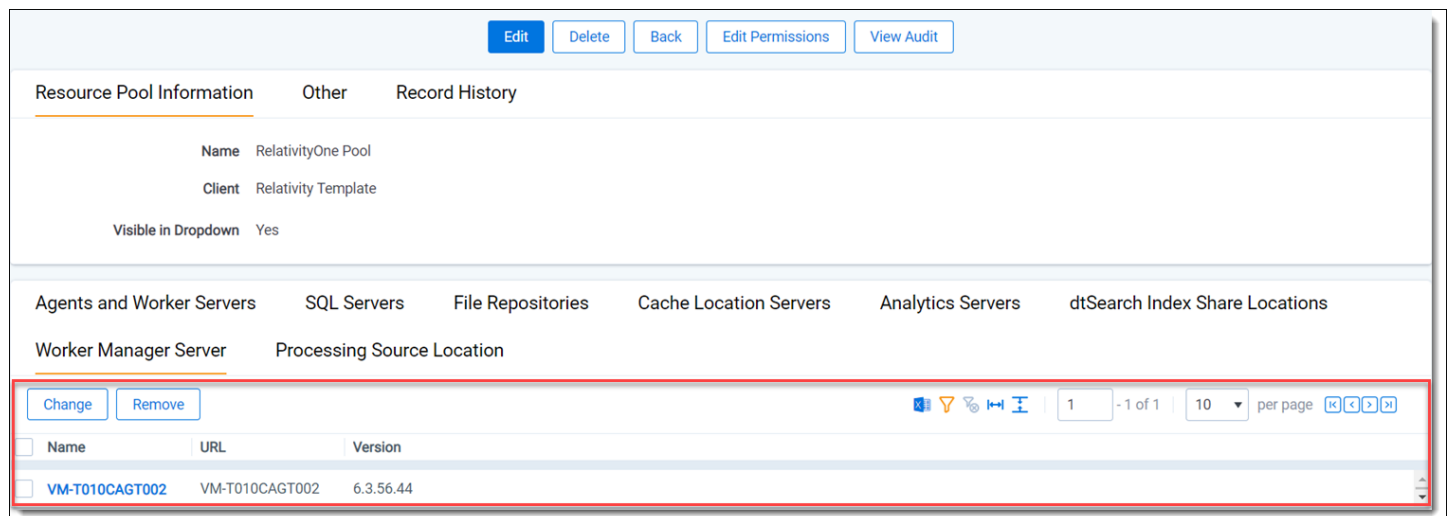 Edit Delete Back Edit Permissions View Audit
Resource Pool Information Other Record History
Name RelativityOne Pool
Client Relativity Template
Visible in Dropdown Yes
Agents and Worker Servers SQL Servers File Repositories Cache Location Servers Analytics Servers dtSearch Index Share Locations
Worker Manager Server Processing Source Location
Change Remove 1 - 1 of 1 10 per page
Name URL Version
VM-T010CAGT002 VM-T010CAGT002 6.3.56.44